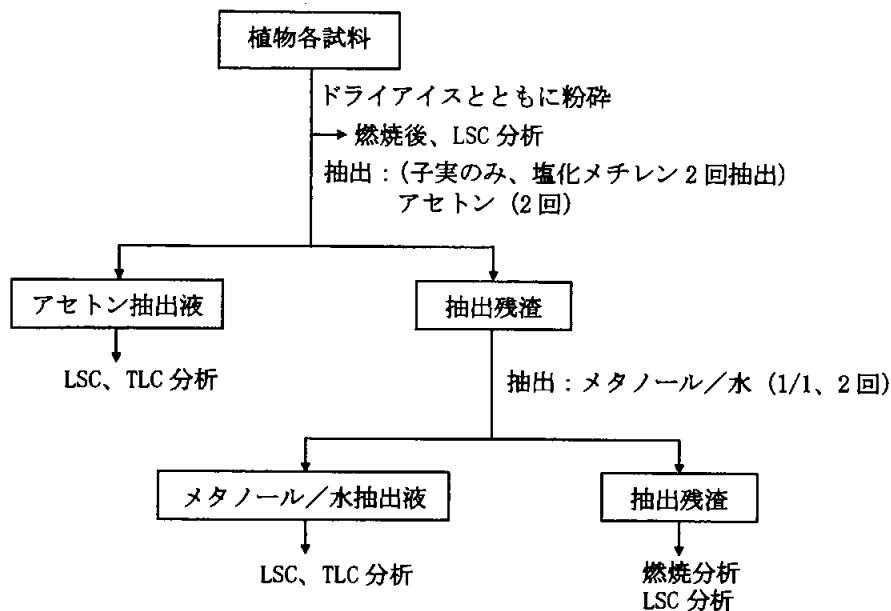 植物各試料
ドライアイスとともに粉砕
燃焼後、LSC 分析
抽出：(子実のみ、塩化メチレン 2 回抽出)
アセトン (2 回)
アセトン抽出液
抽出残渣
LSC、TLC 分析
抽出：メタノール／水 (1/1、2 回)
メタノール／水抽出液
抽出残渣
LSC、TLC 分析
燃焼分析
LSC 分析